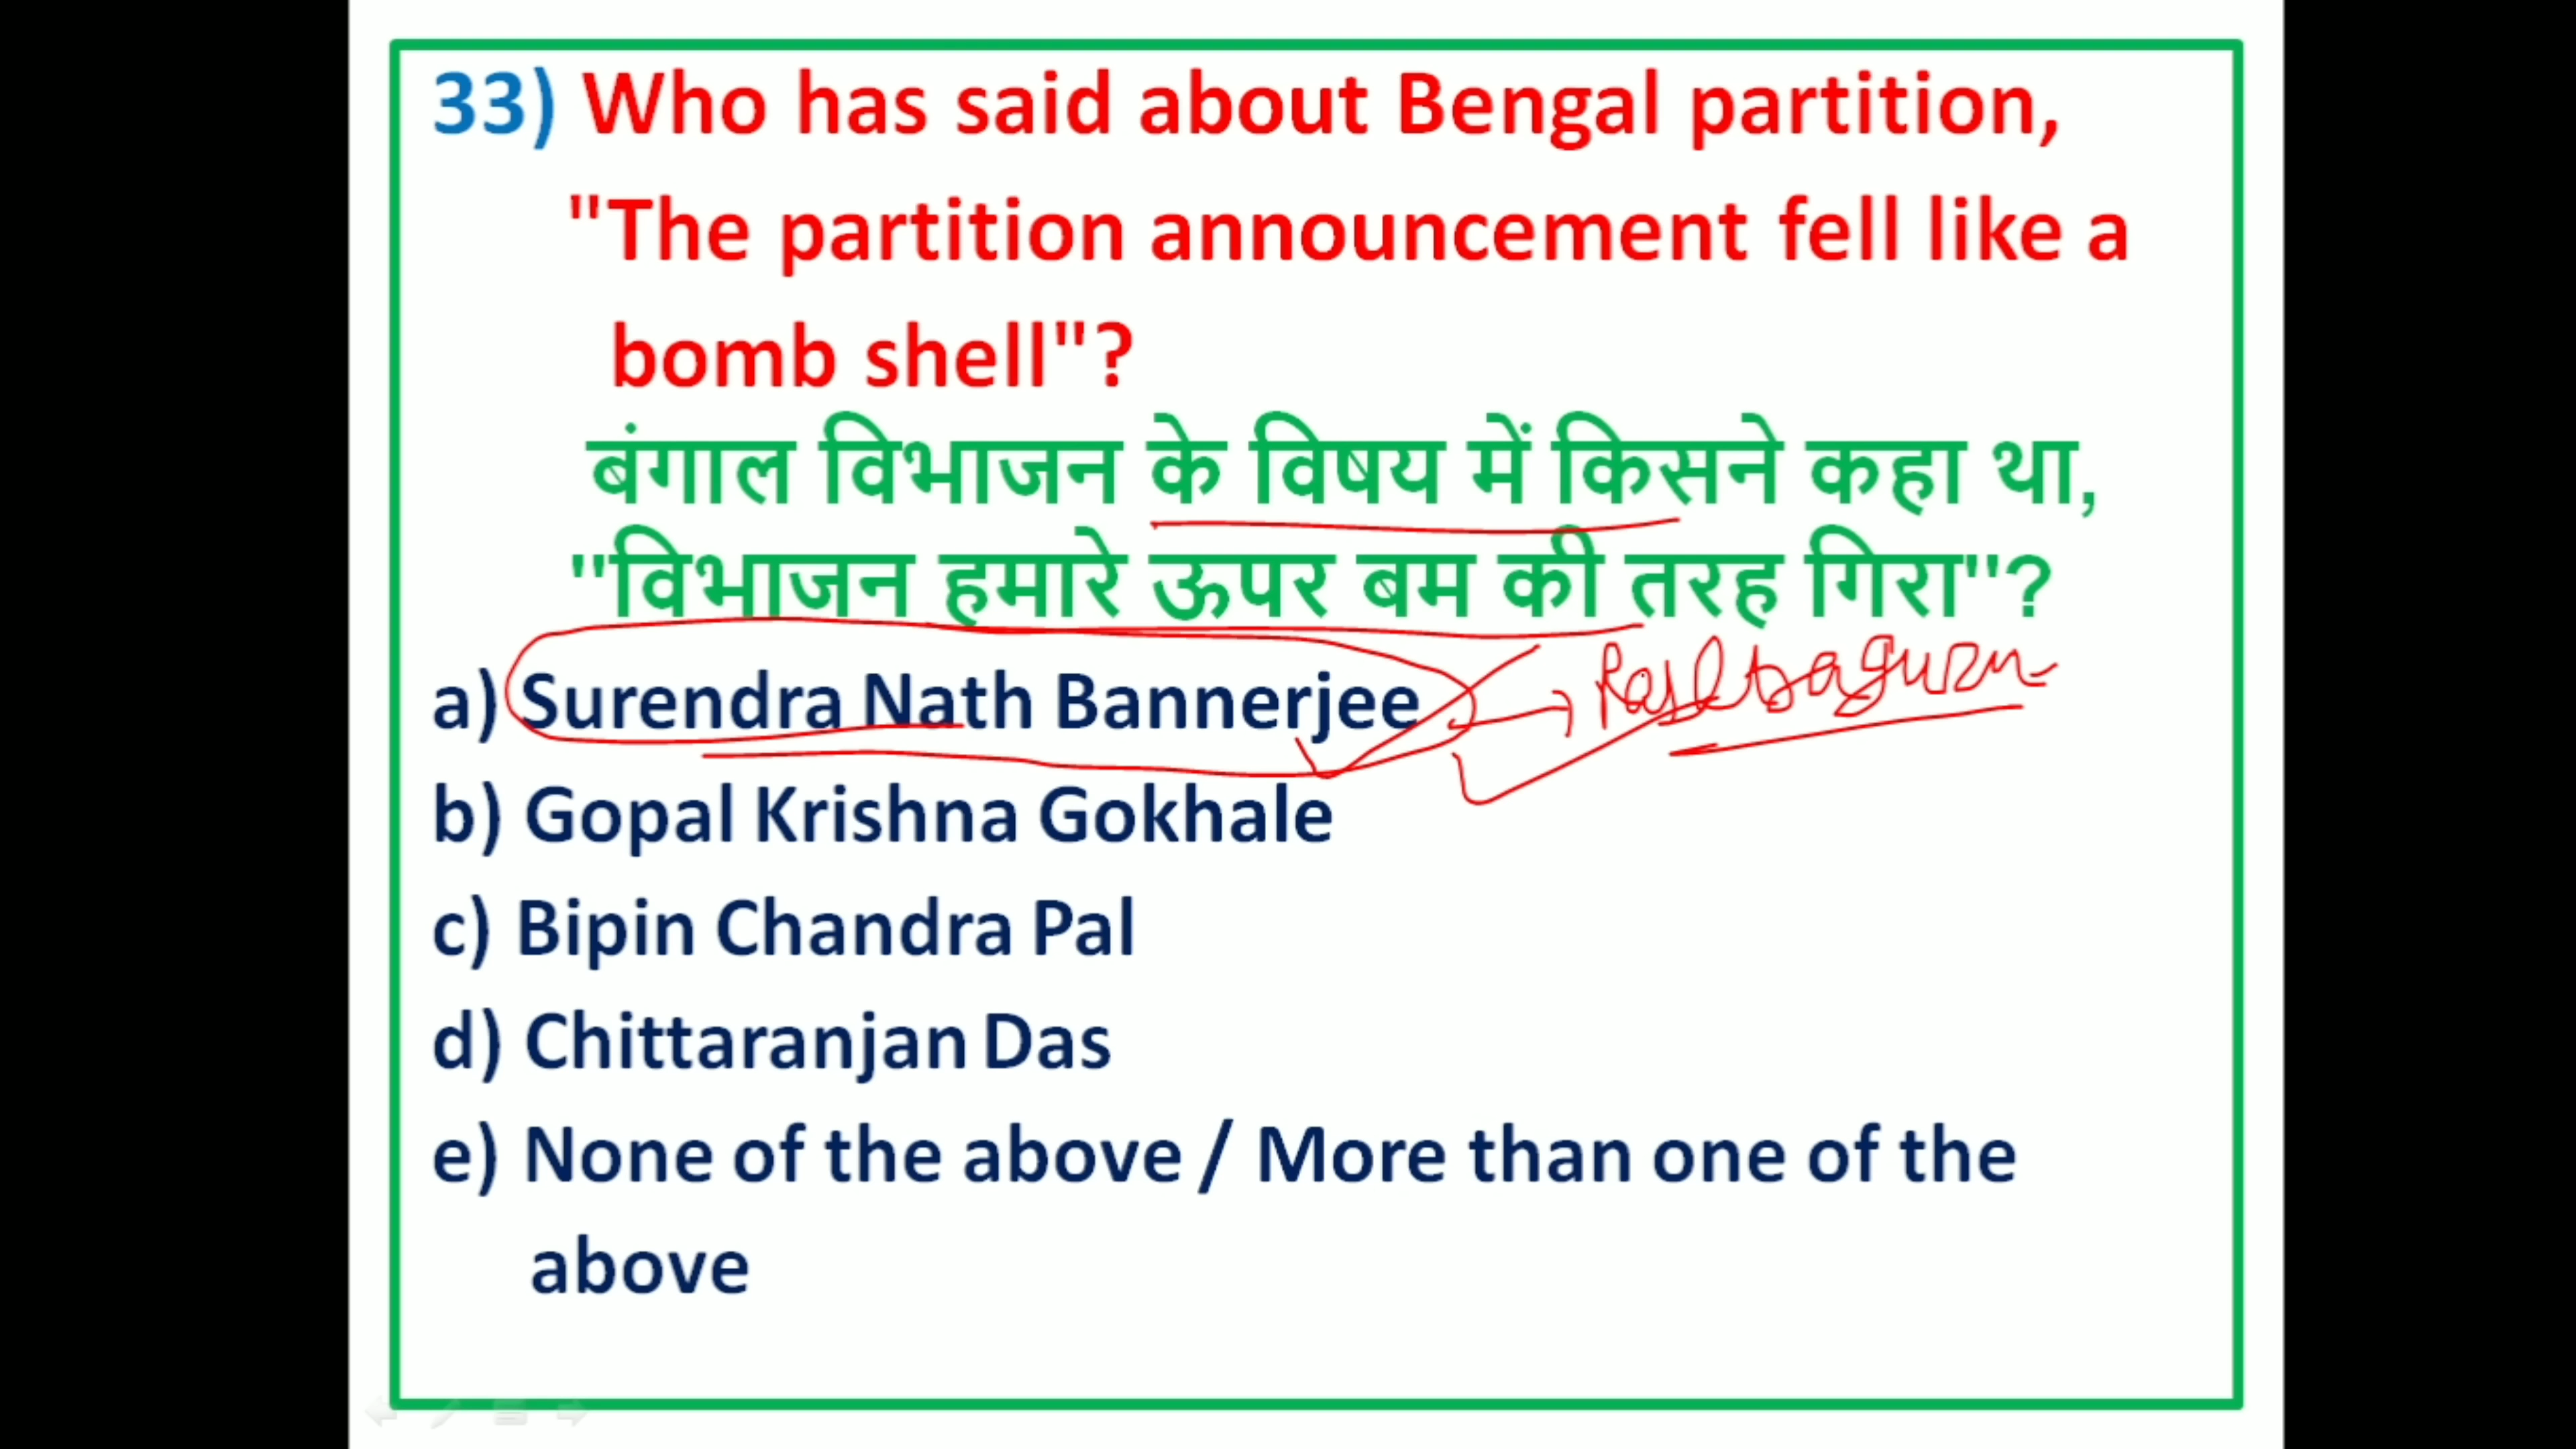 33) Who has said about Bengal partition,
"The partition announcement fell like a
bomb shell"?
बंगाल विभाजन के विषय में किसने कहा था,
"विभाजन हमारे ऊपर बम की तरह गिरा"?
a) Surendra Nath Bannerjee
b) Gopal Krishna Gokhale
c) Bipin Chandra Pal
d) Chittaranjan Das
e) None of the above / More than one of the
above